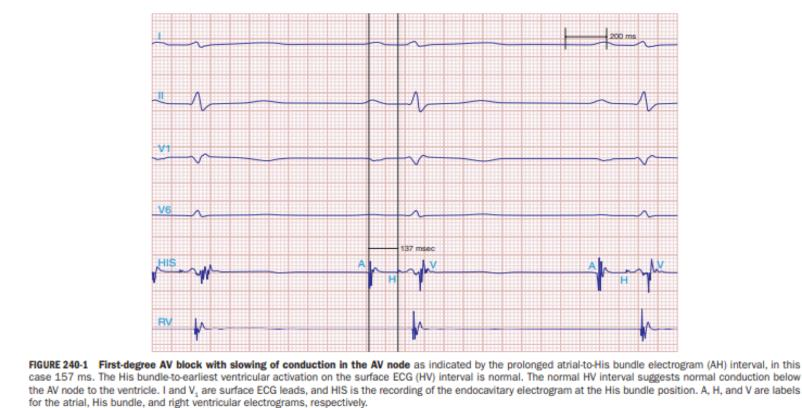 I
200 ms
II
V1
V6
137 msec
HIS
A
H
V
A
H
V
RV
FIGURE 240-1 First-degree AV block with slowing of conduction in the AV node as indicated by the prolonged atrial-to-His bundle electrogram (AH) interval, in this
case 157 ms. The His bundle-to-earliest ventricular activation on the surface ECG (HV) interval is normal. The normal HV interval suggests normal conduction below
the AV node to the ventricle. I and V₁ are surface ECG leads, and HIS is the recording of the endocavitary electrogram at the His bundle position. A, H, and V are labels
for the atrial, His bundle, and right ventricular electrograms, respectively.